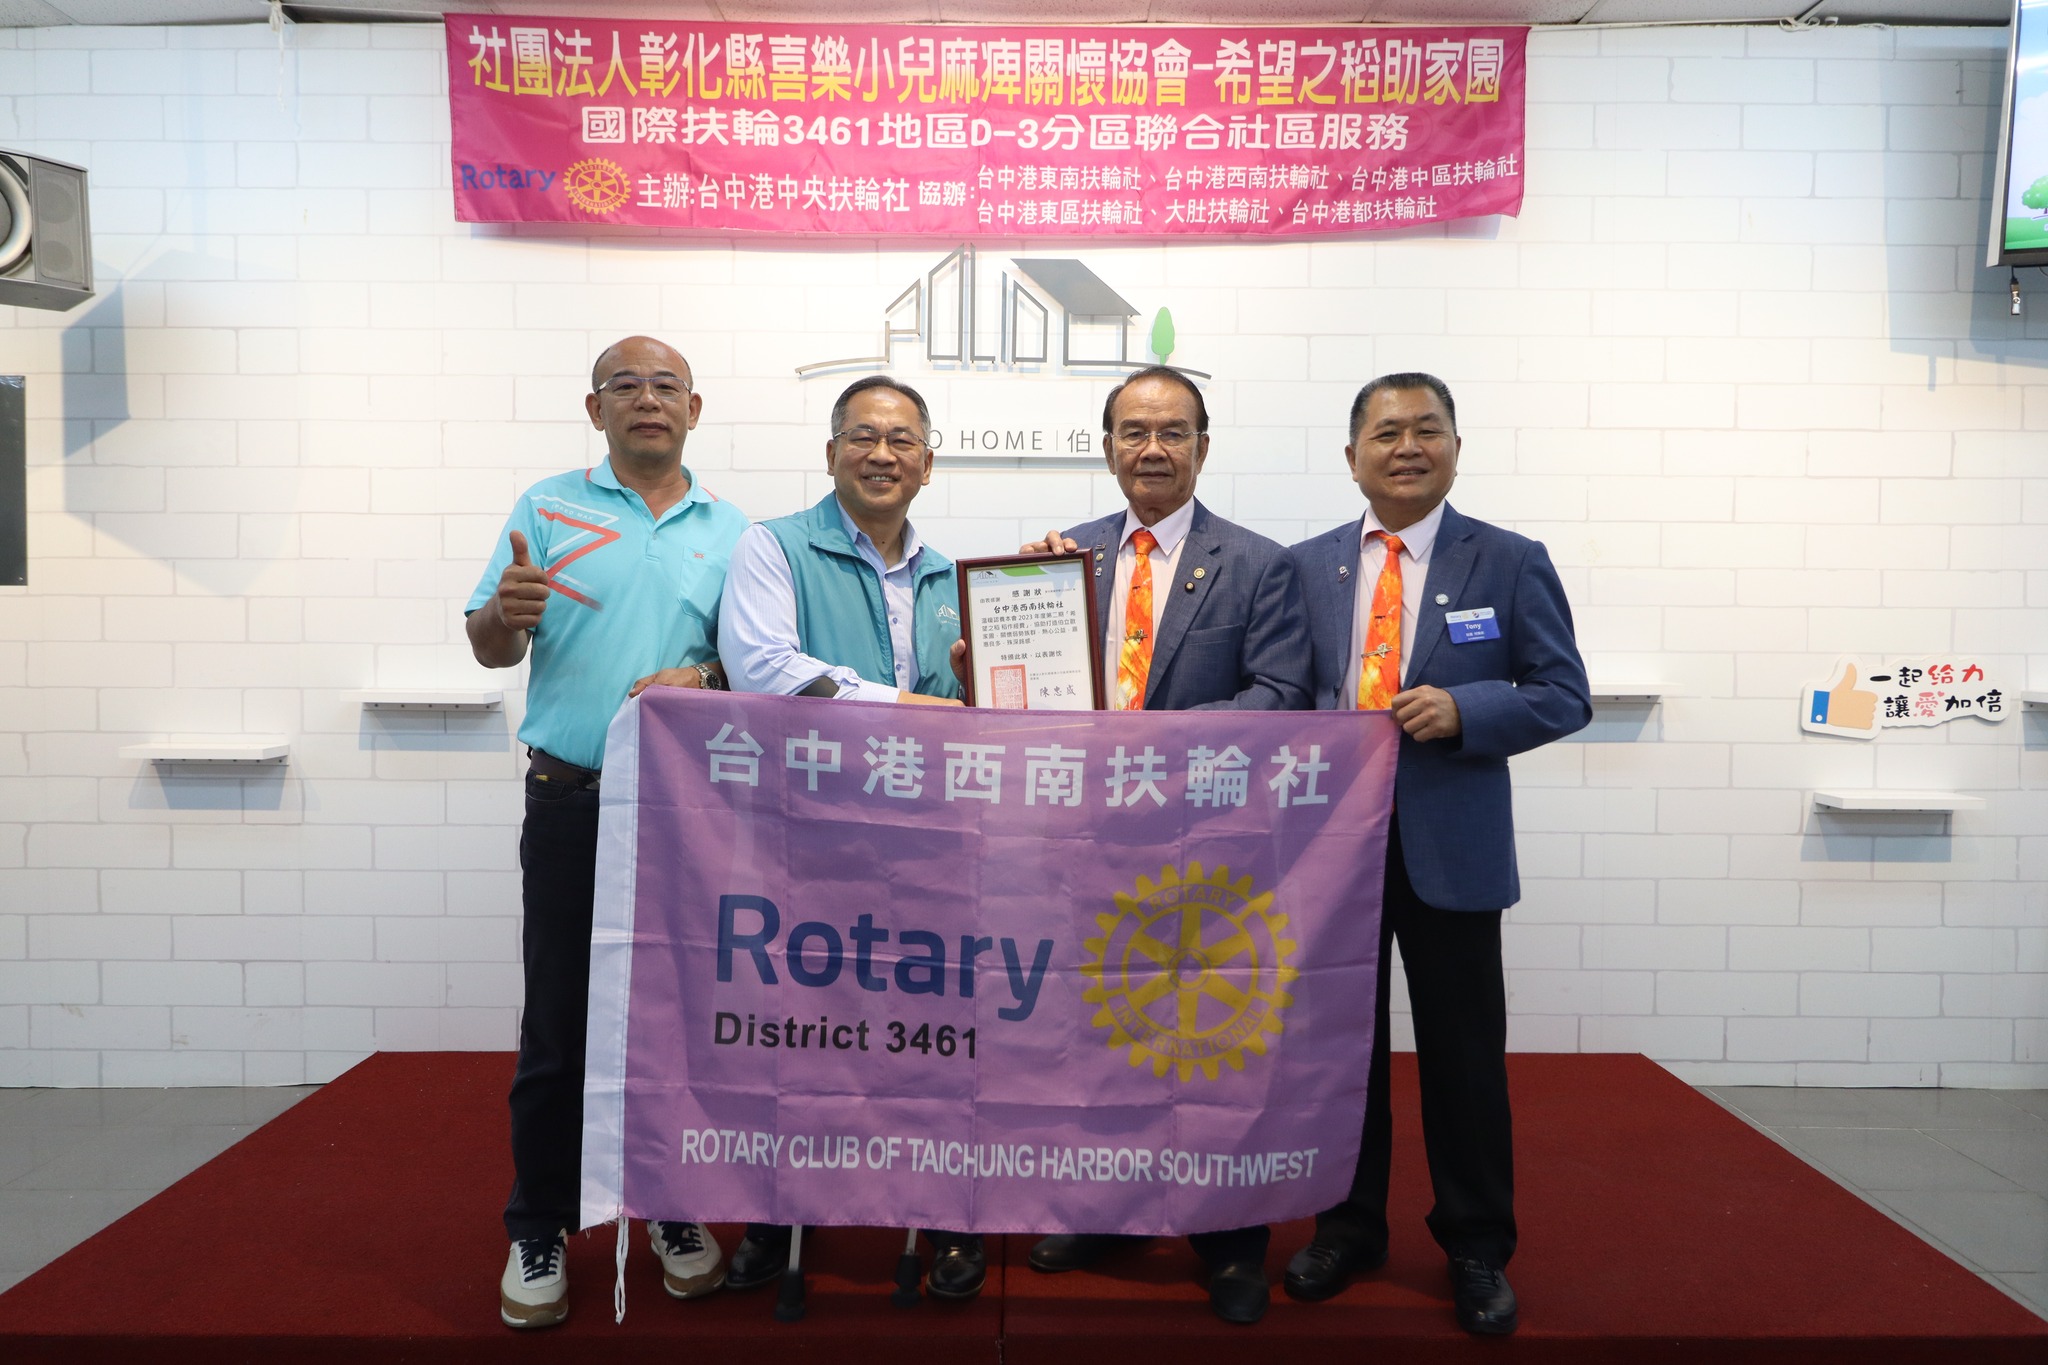 社團法人彰化縣喜樂小兒麻痺關懷協會-希望之稻助家園
國際扶輪3461地區D-3分區聯合社區服務
Rotary
主辦:台中港中央扶輪社 協辦:
台中港東南扶輪社、台中港西南扶輪社、台中港中區扶輪社
台中港東區扶輪社、大肚扶輪社、台中港都扶輪社
O HOME | 伯
感謝狀
台中港西南扶輪社
特頒此狀，以表謝忱
Tony
一起給力
讓愛加倍
台中港西南扶輪社
Rotary
District 3461
ROTARY INTERNATIONAL
ROTARY CLUB OF TAICHUNG HARBOR SOUTHWEST